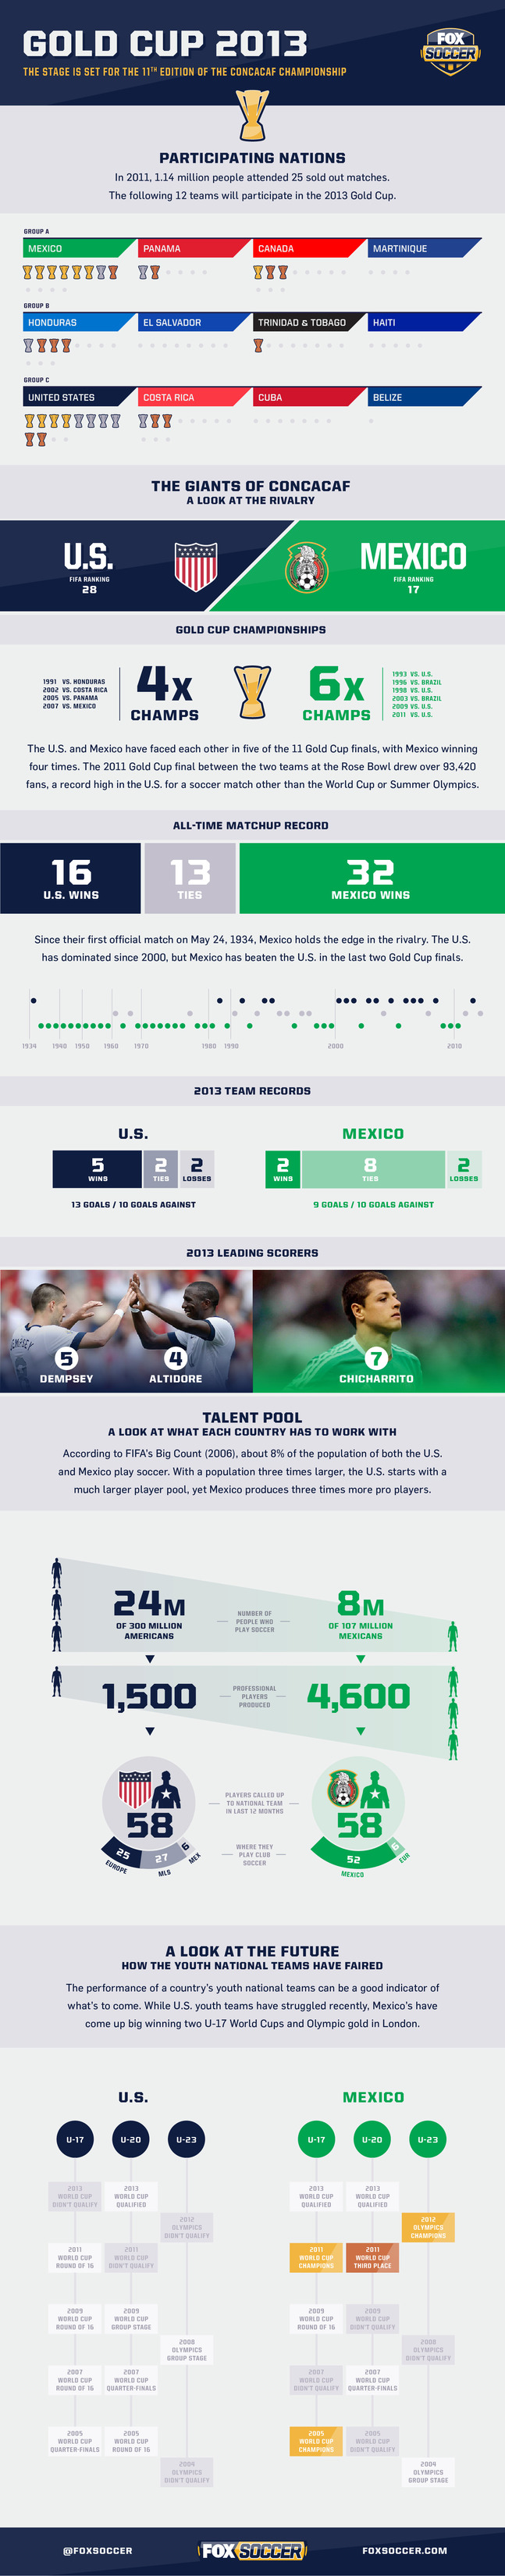 GOLD CUP 2013
THE STAGE IS SET FOR THE 11TH EDITION OF THE CONCACAF CHAMPIONSHIP
FOX
SOCCER
PARTICIPATING NATIONS
In 2011, 1.14 million people attended 25 sold out matches.
The following 12 teams will participate in the 2013 Gold Cup.
GROUP A
MEXICO
PANAMA
CANADA
MARTINIQUE
GROUP B
HONDURAS
EL SALVADOR
TRINIDAD & TOBAGO
HAITI
GROUP C
UNITED STATES
COSTA RICA
CUBA
BELIZE
THE GIANTS OF CONCACAF
A LOOK AT THE RIVALRY
U.S.
FIFA RANKING
28
MEXICO
FIFA RANKING
17
GOLD CUP CHAMPIONSHIPS
1991 VS. HONDURAS
2002 VS. COSTA RICA
2005 VS. PANAMA
2007 VS. MEXICO
4x
CHAMPS
6x
CHAMPS
1993 VS. U.S.
1996 VS. BRAZIL
1998 VS. U.S.
2003 VS. BRAZIL
2009 VS. U.S.
2011 VS. U.S.
The U.S. and Mexico have faced each other in five of the 11 Gold Cup finals, with Mexico winning
four times. The 2011 Gold Cup final between the two teams at the Rose Bowl drew over 93,420
fans, a record high in the U.S. for a soccer match other than the World Cup or Summer Olympics.
ALL-TIME MATCHUP RECORD
16
U.S. WINS
13
TIES
32
MEXICO WINS
Since their first official match on May 24, 1934, Mexico holds the edge in the rivalry. The U.S.
has dominated since 2000, but Mexico has beaten the U.S. in the last two Gold Cup finals.
1934 1940 1950 1960 1970 1980 1990 2000 2010
2013 TEAM RECORDS
U.S.
5
WINS
2
TIES
2
LOSSES
13 GOALS / 10 GOALS AGAINST
MEXICO
2
WINS
8
TIES
2
LOSSES
9 GOALS / 10 GOALS AGAINST
2013 LEADING SCORERS
5
DEMPSEY
4
ALTIDORE
7
CHICHARRITO
TALENT POOL
A LOOK AT WHAT EACH COUNTRY HAS TO WORK WITH
According to FIFA's Big Count (2006), about 8% of the population of both the U.S.
and Mexico play soccer. With a population three times larger, the U.S. starts with a
much larger player pool, yet Mexico produces three times more pro players.
24M
OF 300 MILLION
AMERICANS
NUMBER OF
PEOPLE WHO
PLAY SOCCER
8M
OF 107 MILLION
MEXICANS
1,500
PROFESSIONAL
PLAYERS
PRODUCED
4,600
58
PLAYERS CALLED UP
TO NATIONAL TEAM
IN LAST 12 MONTHS
58
25
EUROPE
27
MLS
6
MEX
WHERE THEY
PLAY CLUB
SOCCER
52
MEXICO
6
EUR
A LOOK AT THE FUTURE
HOW THE YOUTH NATIONAL TEAMS HAVE FAIRED
The performance of a country's youth national teams can be a good indicator of
what's to come. While U.S. youth teams have struggled recently, Mexico's have
come up big winning two U-17 World Cups and Olympic gold in London.
U.S.
U-17
U-20
U-23
2013
WORLD CUP
DIDN'T QUALIFY
2013
WORLD CUP
QUALIFIED
2012
OLYMPICS
DIDN'T QUALIFY
2011
WORLD CUP
ROUND OF 16
2011
WORLD CUP
DIDN'T QUALIFY
2009
WORLD CUP
ROUND OF 16
2009
WORLD CUP
GROUP STAGE
2008
OLYMPICS
GROUP STAGE
2007
WORLD CUP
ROUND OF 16
2007
WORLD CUP
QUARTER-FINALS
2005
WORLD CUP
QUARTER-FINALS
2005
WORLD CUP
ROUND OF 16
2004
OLYMPICS
DIDN'T QUALIFY
MEXICO
U-17
U-20
U-23
2013
WORLD CUP
QUALIFIED
2013
WORLD CUP
QUALIFIED
2012
OLYMPICS
CHAMPIONS
2011
WORLD CUP
CHAMPIONS
2011
WORLD CUP
THIRD PLACE
2009
WORLD CUP
ROUND OF 16
2009
WORLD CUP
DIDN'T QUALIFY
2008
OLYMPICS
DIDN'T QUALIFY
2007
WORLD CUP
DIDN'T QUALIFY
2007
WORLD CUP
QUARTER-FINALS
2005
WORLD CUP
CHAMPIONS
2005
WORLD CUP
DIDN'T QUALIFY
2004
OLYMPICS
GROUP STAGE
@FOXSOCCER
FOX SOCCER
FOXSOCCER.COM